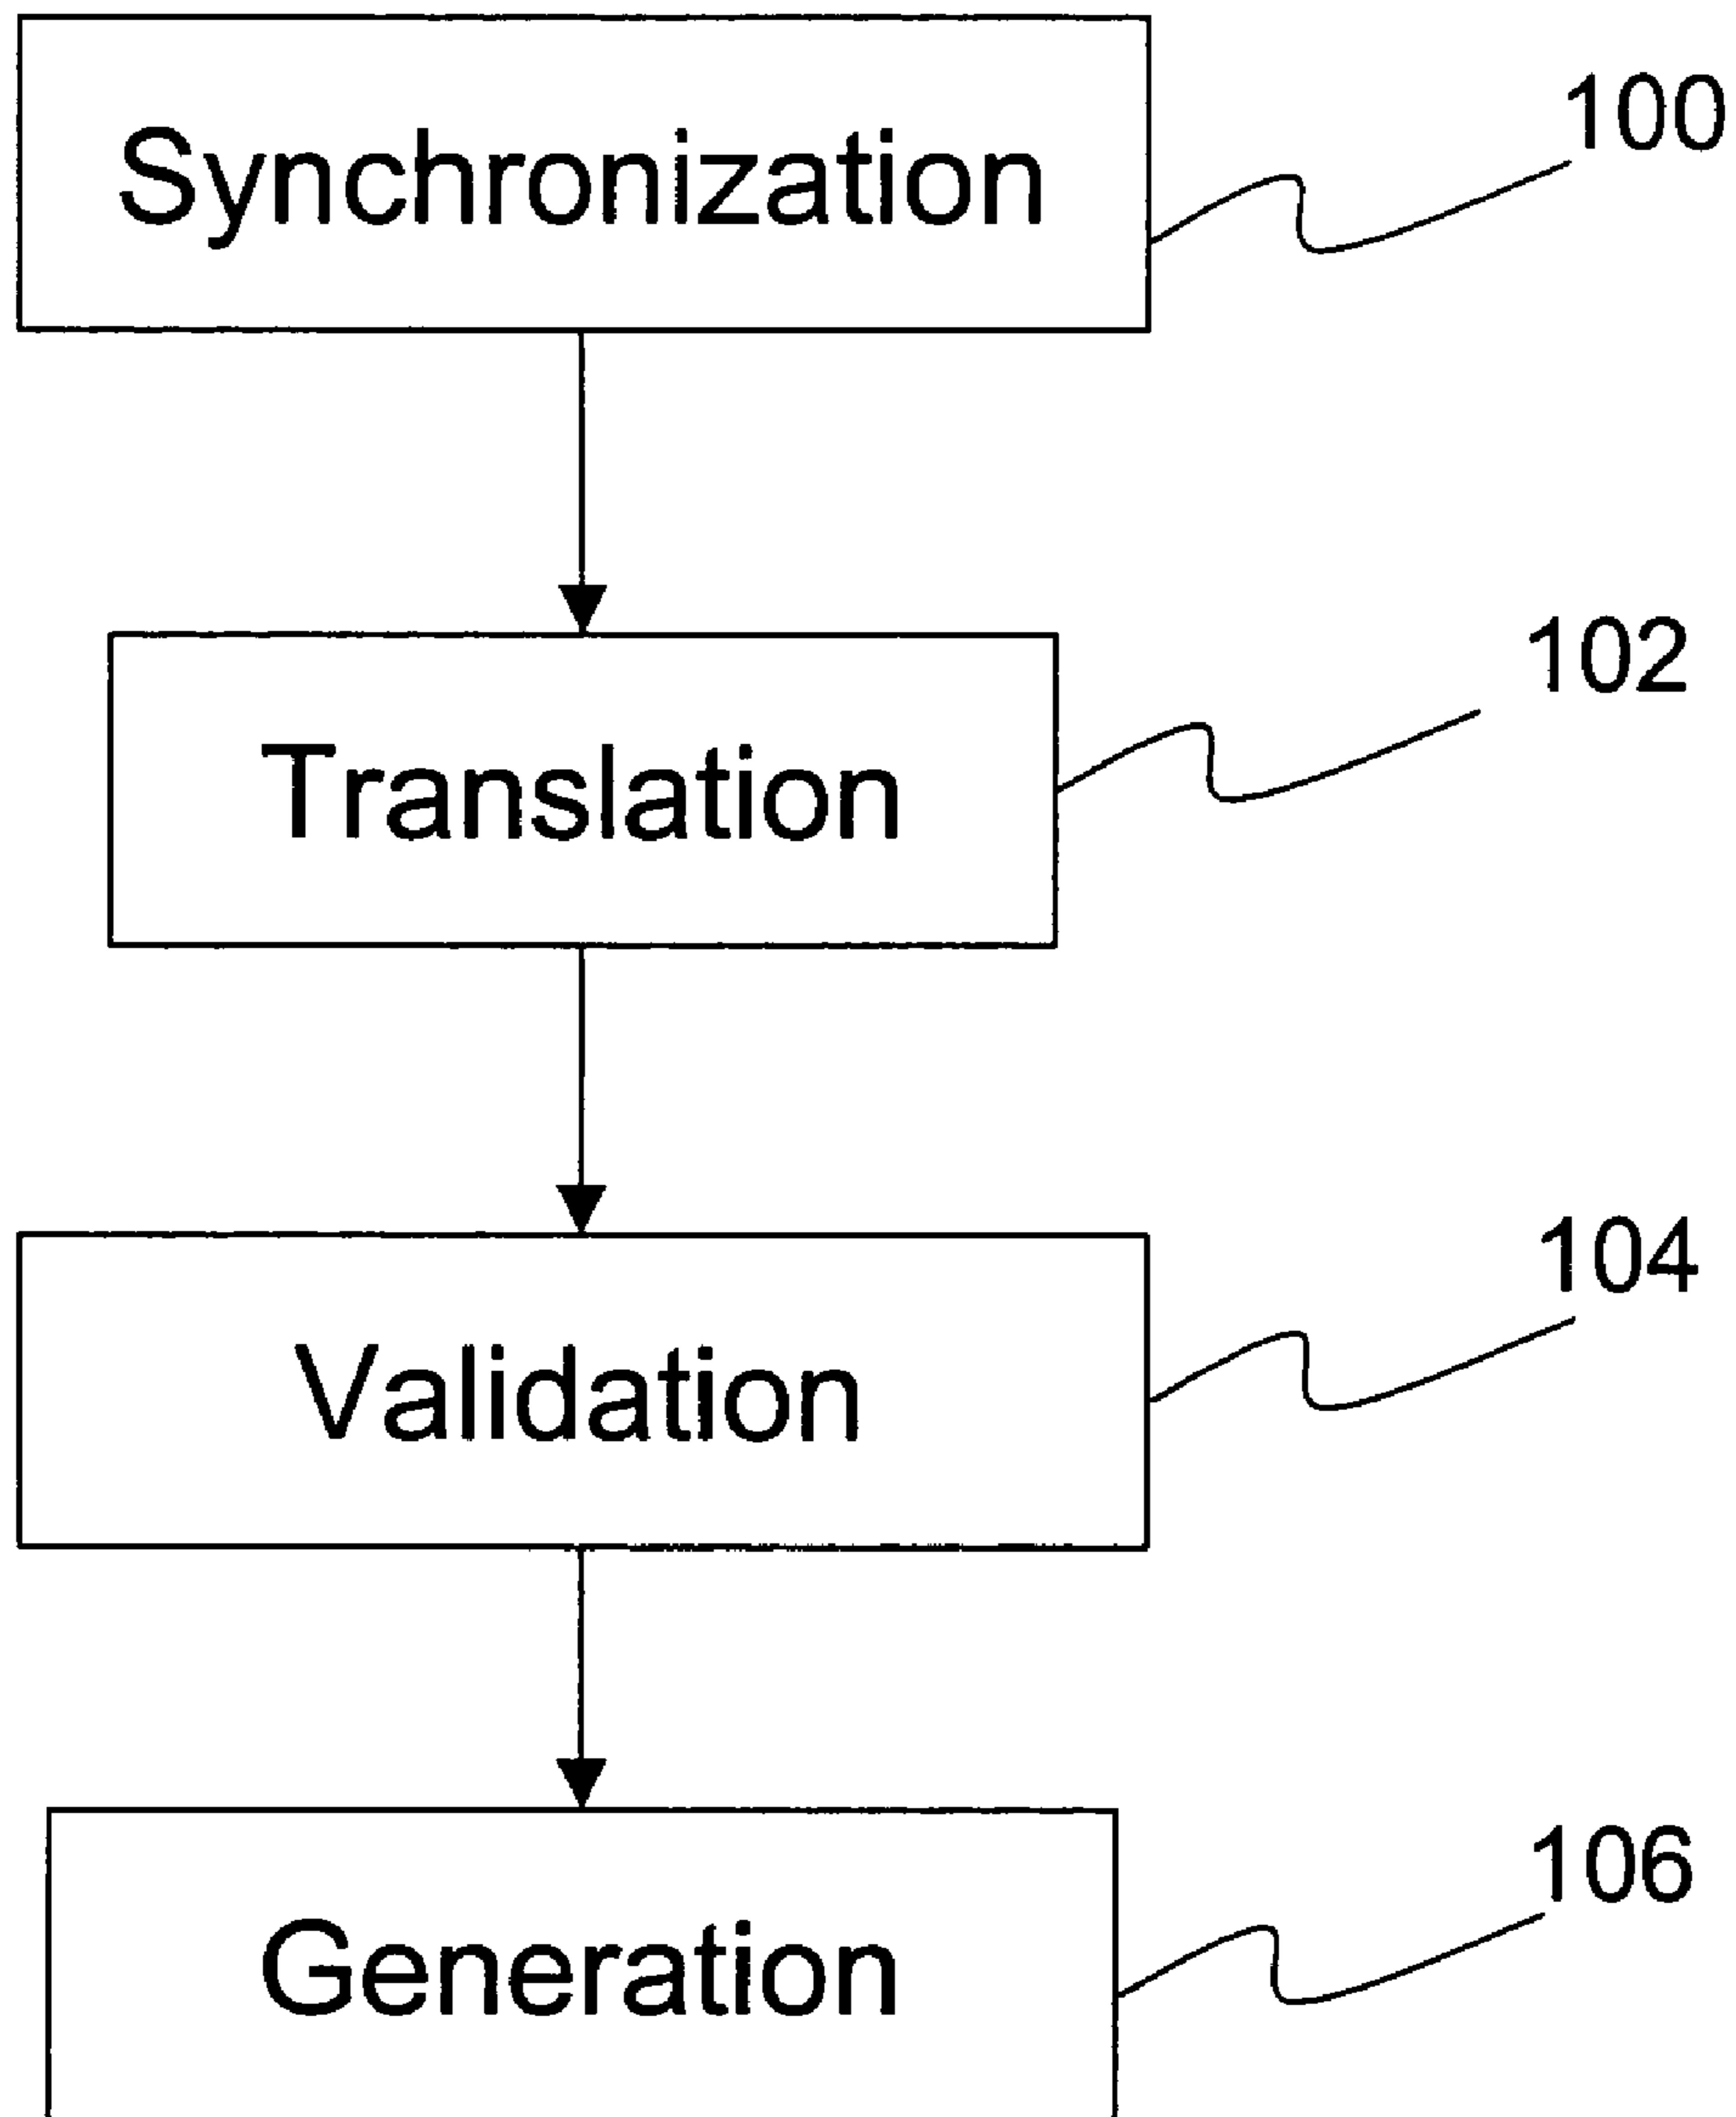 100
Synchronization
102
Translation
104
Validation
106
Generation